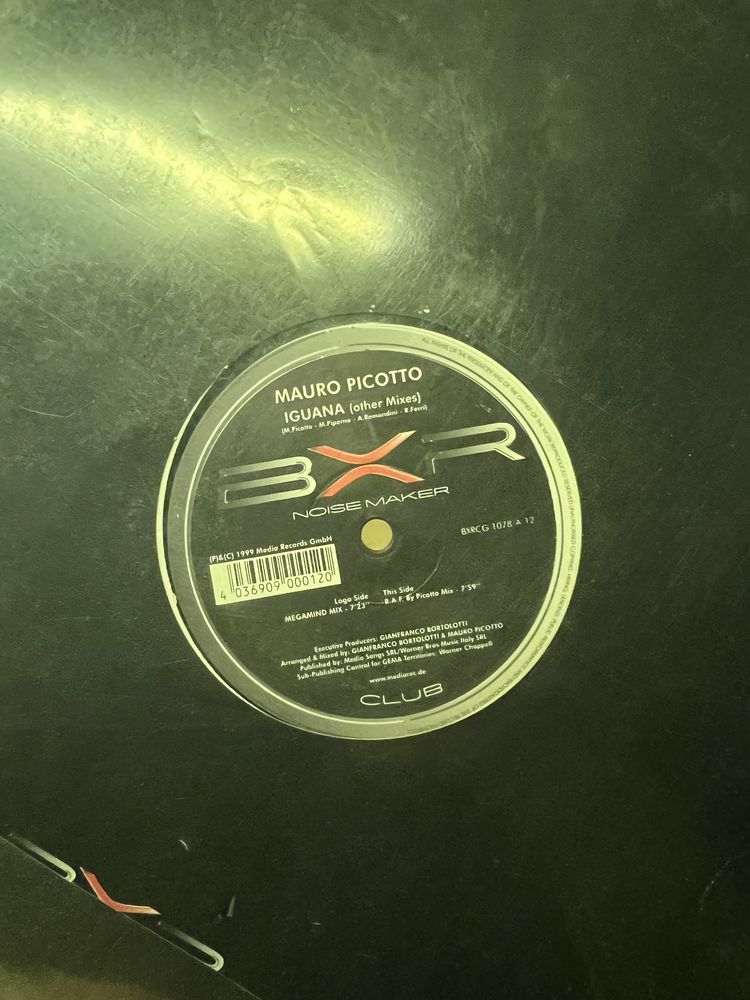 MAURO PICOTTO
IGUANA (other Mixes)
(M.Picotto - M.Piperno - A.Remondini - R.Ferri)
BXR
NOISE MAKER
BXRCG 1078 A 12
(P)&(C) 1999 Media Records GmbH
4 036909 000120
Logo Side
MEGAMIND MIX - 7'23"
This Side
R.A.F. By Picotto Mix - 7'59"
Executive Producers: GIANFRANCO BORTOLOTTI
Arranged & Mixed by: GIANFRANCO BORTOLOTTI & MAURO PICOTTO
Published by: Media Songs SRL/Warner Bros Music Italy SRL
Sub-Publishing Control for GEMA Territories: Warner Chappell
www.mediarec.de
CLUB
BXR